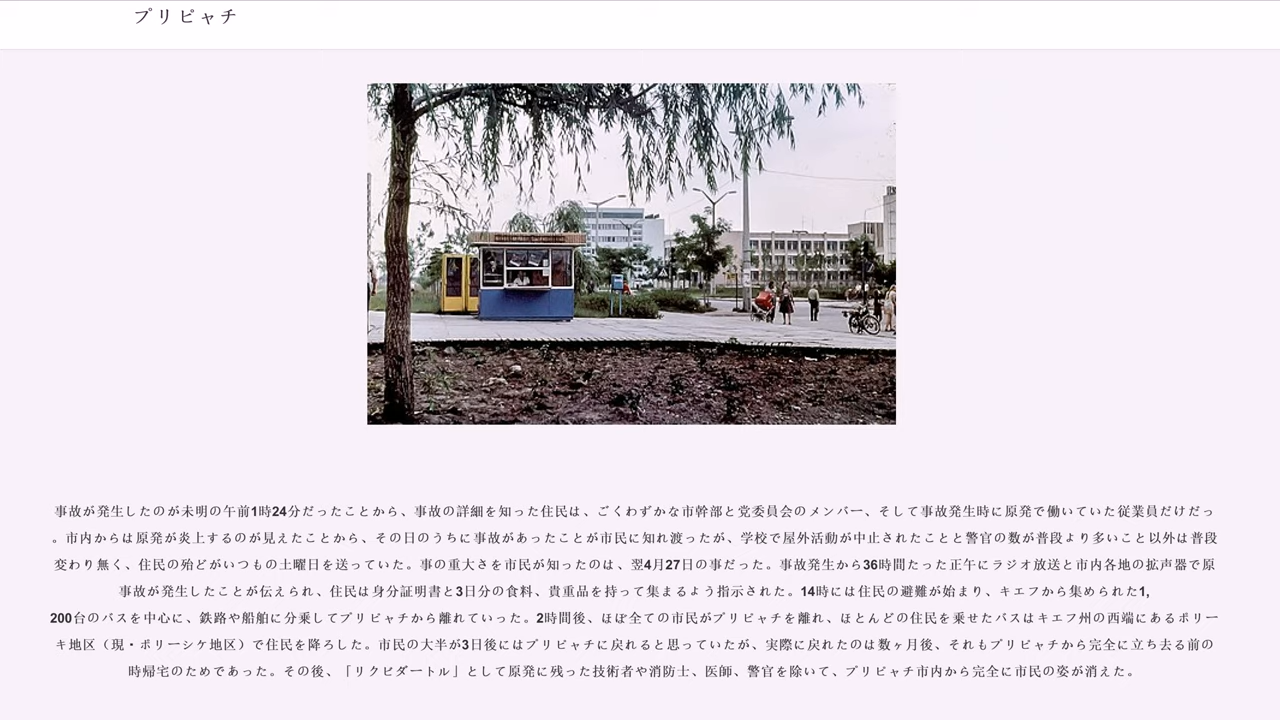 プリピャチ
事故が発生したのが未明の午前1時24分だったことから、事故の詳細を知った住民は、ごくわずかな市幹部と党委員会のメンバー、そして事故発生時に原発で働いていた従業員だけだっ
。市内からは原発が炎上するのが見えたことから、その日のうちに事故があったことが市民に知れ渡ったが、学校で屋外活動が中止されたことと警官の数が普段より多いこと以外は普段
変わり無く、住民の殆どがいつもの土曜日を送っていた。事の重大さを市民が知ったのは、翌4月27日の事だった。事故発生から36時間たった正午にラジオ放送と市内各地の拡声器で原
事故が発生したことが伝えられ、住民は身分証明書と3日分の食料、貴重品を持って集まるよう指示された。14時には住民の避難が始まり、キエフから集められた1,
200台のバスを中心に、鉄路や船舶に分乗してプリピャチから離れていった。2時間後、ほぼ全ての市民がプリピャチを離れ、ほとんどの住民を乗せたバスはキエフ州の西端にあるポリー
キ地区（現・ポリーシケ地区）で住民を降ろした。市民の大半が3日後にはプリピャチに戻れると思っていたが、実際に戻れたのは数ヶ月後、それもプリピャチから完全に立ち去る前の
時帰宅のためであった。その後、「リクビダートル」として原発に残った技術者や消防士、医師、警官を除いて、プリピャチ市内から完全に市民の姿が消えた。